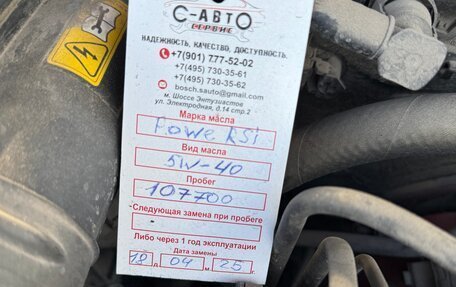 С-АВТО
СЕРВИС
НАДЕЖНОСТЬ, КАЧЕСТВО, ДОСТУПНОСТЬ.
+7(901) 777-52-02
+7(495) 730-35-61
+7(495) 730-35-62
bosch.sauto@gmail.com
м. Шоссе Энтузиастов
ул. Электродная, д.14 стр.2
Марка масла
Powe RSi
Вид масла
5W-40
Пробег
107700
Следующая замена при пробеге
-
Либо через 1 год эксплуатации
Дата замены
18 д 04 м 25 г